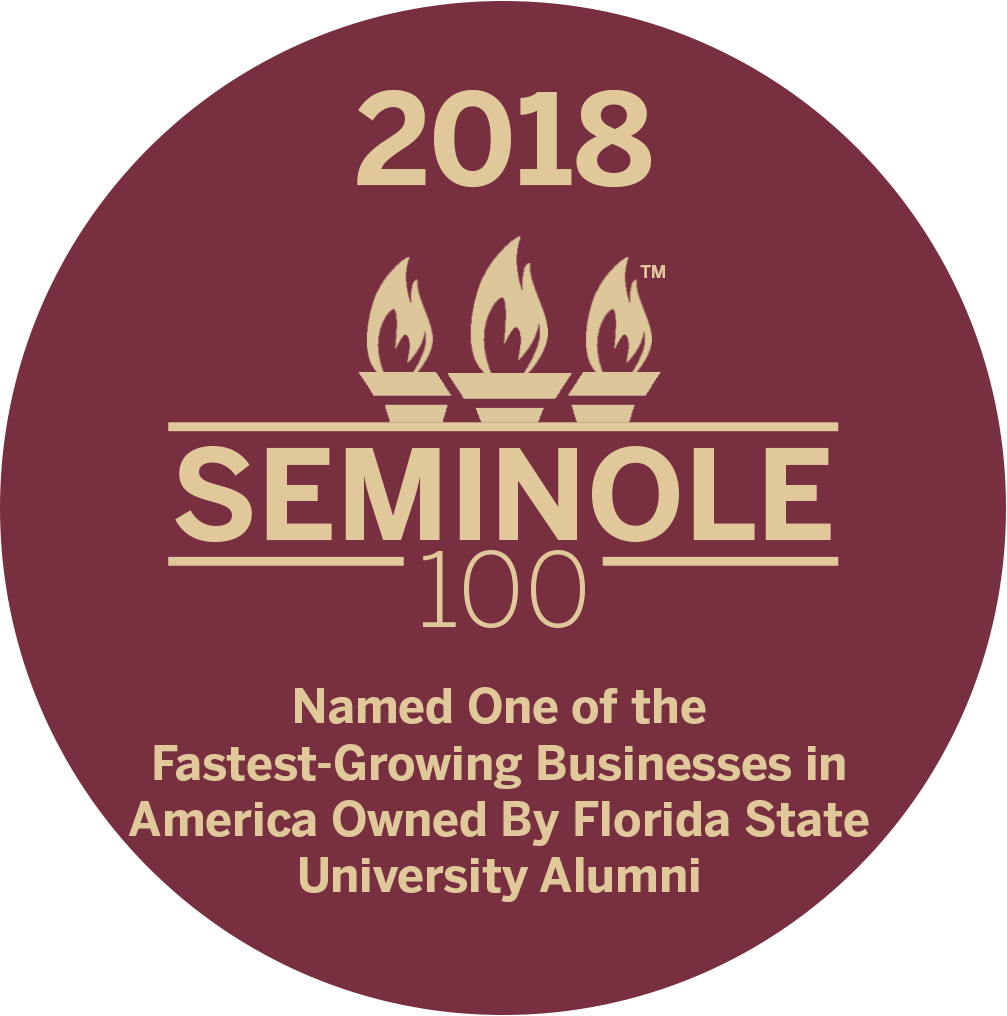 2018
TM
SEMINOLE
100
Named One of the
Fastest-Growing Businesses in
America Owned By Florida State
University Alumni